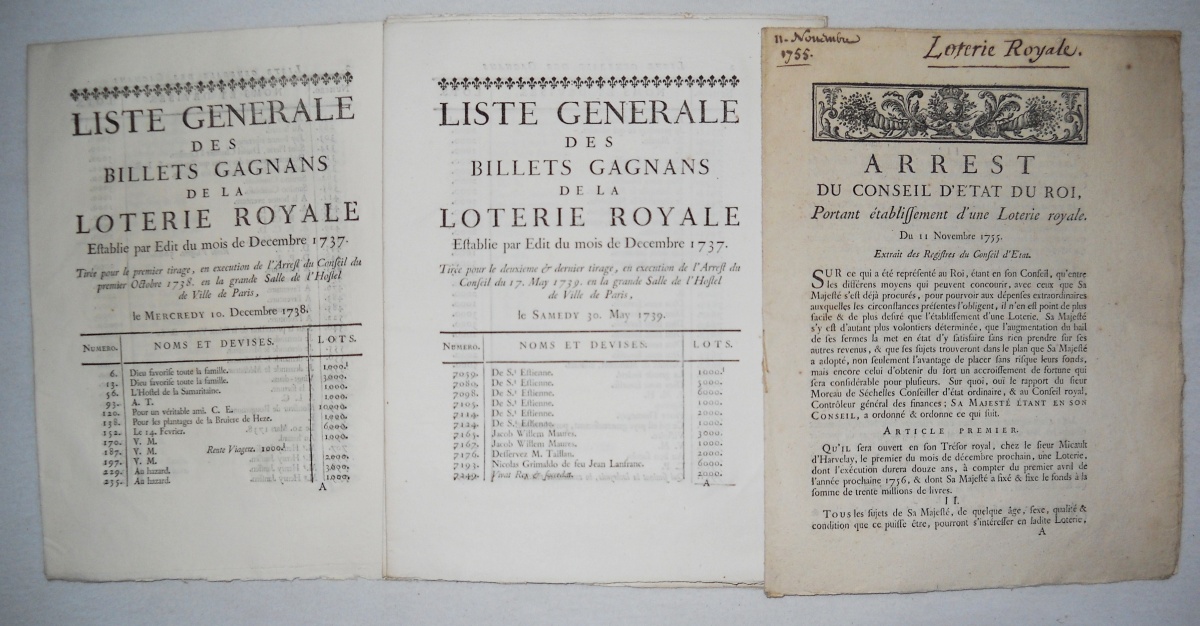 LISTE GENERALE
DES
BILLETS GAGNANS
DE LA
LOTERIE ROYALE
Eſtablie par Edit du mois de Decembre 1737.
Tirée pour le premier tirage, en execution de l'Arreſt du Conſeil du
premier Octobre 1738. en la grande Salle de l'Hoſtel
de Ville de Paris,
le MERCREDY 10. Decembre 1738.
NUMERO. NOMS ET DEVISES. LOTS.
6. Dieu favoriſe toute la famille. 1000.ᶩ
13. Dieu favoriſe toute la famille. 3000.
56. L'Hoſtel de la Samaritaine. 1000.
93. A. T. 1000.
120. Pour un véritable ami. C. E. 10000.
138. Pour les plantages de la Bruiere de Heze. 1000.
152. Le 14. Fevrier. 6000.
170. V. M. 1000.
187. V. M. Rente Viagere. 1000.ᶩ
197. V. M. 2000.
229. Au hazard. 3000.
235. Au hazard. 1000.
A
LISTE GENERALE
DES
BILLETS GAGNANS
DE LA
LOTERIE ROYALE
Eſtablie par Edit du mois de Decembre 1737.
Tirée pour le deuxieme & dernier tirage, en execution de l'Arreſt du
Conſeil du 17. May 1739. en la grande Salle de l'Hoſtel
de Ville de Paris,
le SAMEDY 30. May 1739.
NUMERO. NOMS ET DEVISES. LOTS.
7059. De S.ᵗ Eſtienne. 1000.ᶩ
7080. De S.ᵗ Eſtienne. 3000.
7098. De S.ᵗ Eſtienne. 6000.
7105. De S.ᵗ Eſtienne. 1000.
7114. De S.ᵗ Eſtienne. 2000.
7124. De S.ᵗ Eſtienne. 1000.
7163. Jacob Willem Maures. 3000.
7167. Jacob Willem Maures. 1000.
7176. Deſſervez M. Taillan. 2000.
7193. Nicolas Grimaldo de feu Jean Lanfranc. 6000.
7249. Vivat Rex & 2000.
A
11. Novembre
1755.
Loterie Royale.
ARREST
DU CONSEIL D'ETAT DU ROI,
Portant établiſſement d'une Loterie royale.
Du 11 Novembre 1755.
Extrait des Regiſtres du Conſeil d'Etat.
SUR ce qui a été repréſenté au Roi, étant en ſon Conſeil, qu'entre
les différens moyens qui peuvent concourir, avec ceux que Sa
Majeſté s'eſt déjà procurés, pour pourvoir aux dépenſes extraordinaires
auxquelles les circonſtances préſentes l'obligent, il n'en eſt point de plus
facile & de plus deſiré que l'établiſſement d'une Loterie. Sa Majeſté
s'y eſt d'autant plus volontiers déterminée, que l'augmentation du bail
de ſes fermes la met en état d'y ſatisfaire ſans rien prendre ſur ſes
autres revenus, & que ſes ſujets trouveront dans le plan que Sa Majeſté
a adopté, non ſeulement l'avantage de placer ſans riſque leurs fonds,
mais encore celui d'obtenir du ſort un accroiſſement de fortune qui
ſera conſidérable pour pluſieurs. Sur quoi, oui le rapport du ſieur
Moreau de Séchelles Conſeiller d'état ordinaire, & au Conſeil royal,
Contrôleur général des finances; SA MAJESTÉ ÉTANT EN SON
CONSEIL, a ordonné & ordonne ce qui ſuit.
ARTICLE PREMIER.
QU'IL ſera ouvert en ſon Tréſor royal, chez le ſieur Micault
d'Harvelay, le premier du mois de décembre prochain, une Loterie,
dont l'exécution durera douze ans, à compter du premier avril de
l'année prochaine 1756, & dont Sa Majeſté a fixé & fixe le fonds à la
ſomme de trente millions de livres.
II.
TOUS les ſujets de Sa Majeſté, de quelque âge, ſexe, qualité &
condition que ce puiſſe être, pourront s'intéreſſer en ladite Loterie,
A